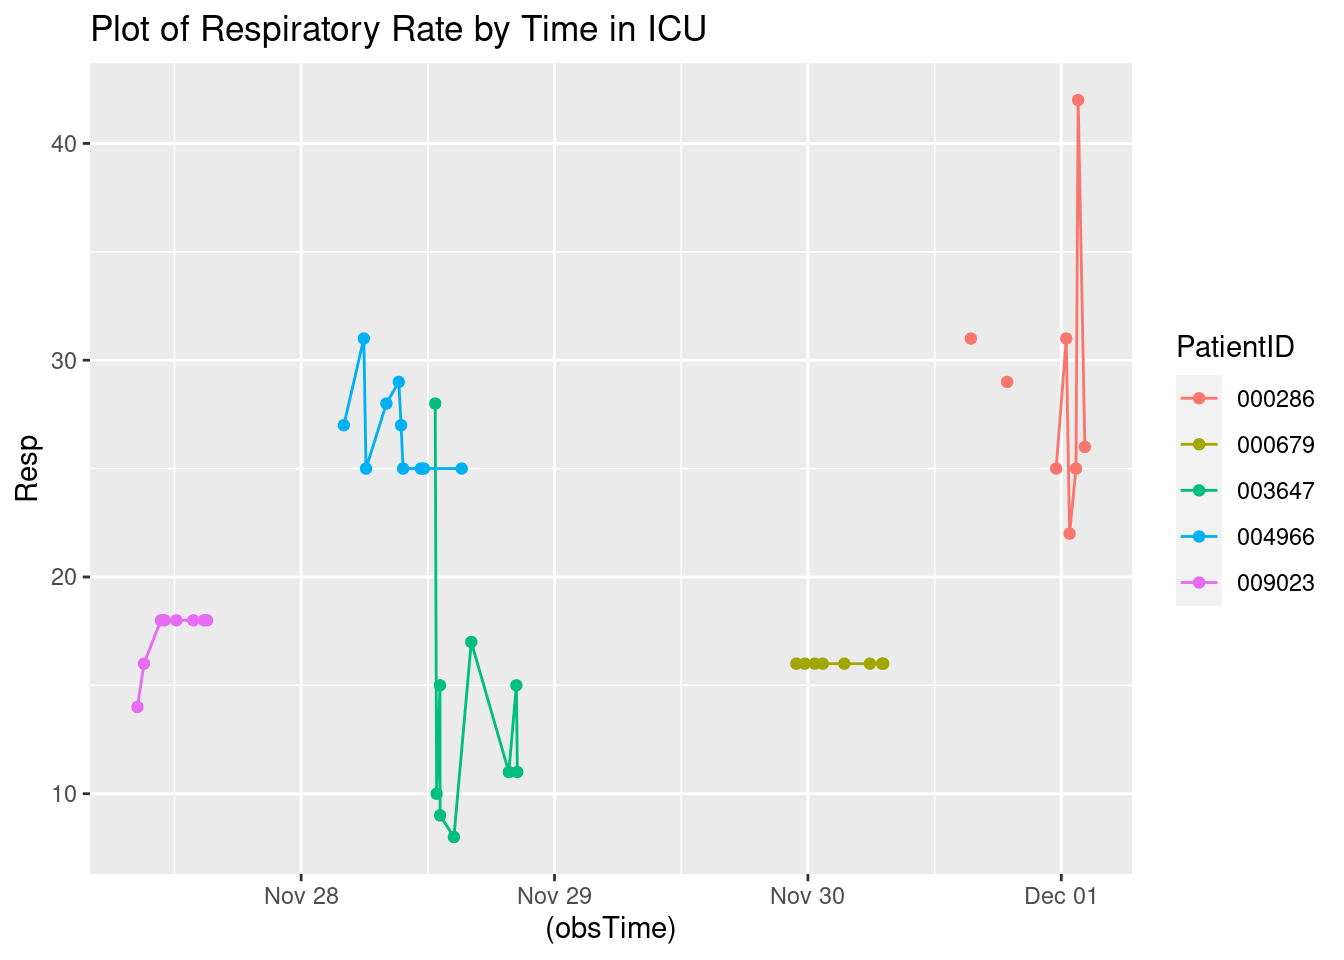 Plot of Respiratory Rate by Time in ICU
40
30
20
10
Resp
Nov 28 Nov 29 Nov 30 Dec 01
(obsTime)
PatientID
000286
000679
003647
004966
009023